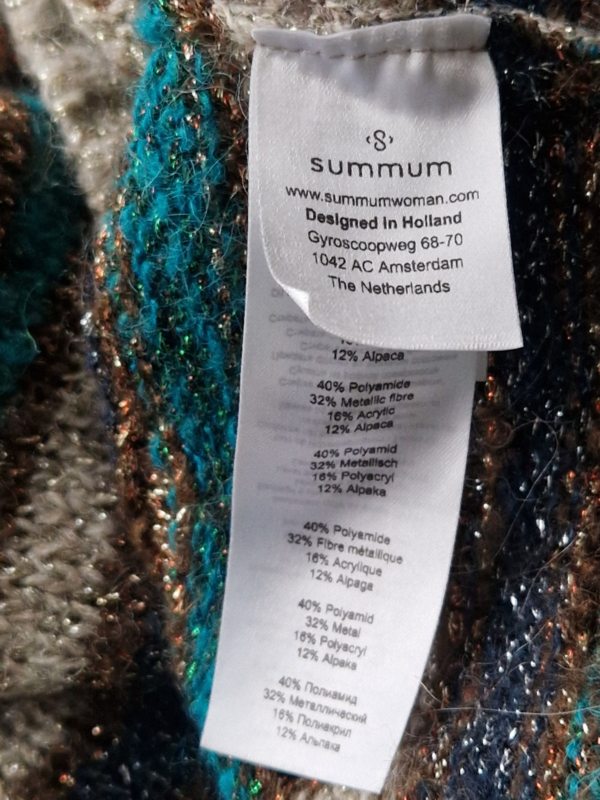 summum
www.summumwoman.com
Designed in Holland
Gyroscoopweg 68-70
1042 AC Amsterdam
The Netherlands
12% Alpaca
40% Polyamide
32% Metallic fibre
16% Acrylic
12% Alpaca
40% Polyamid
32% Metallisch
16% Polyacryl
12% Alpaka
40% Polyamide
32% Fibre métallique
16% Acrylique
12% Alpaga
40% Polyamid
32% Metal
16% Polyacryl
12% Alpaka
40% Полиамид
32% Металлический
16% Полиакрил
12% Альпака